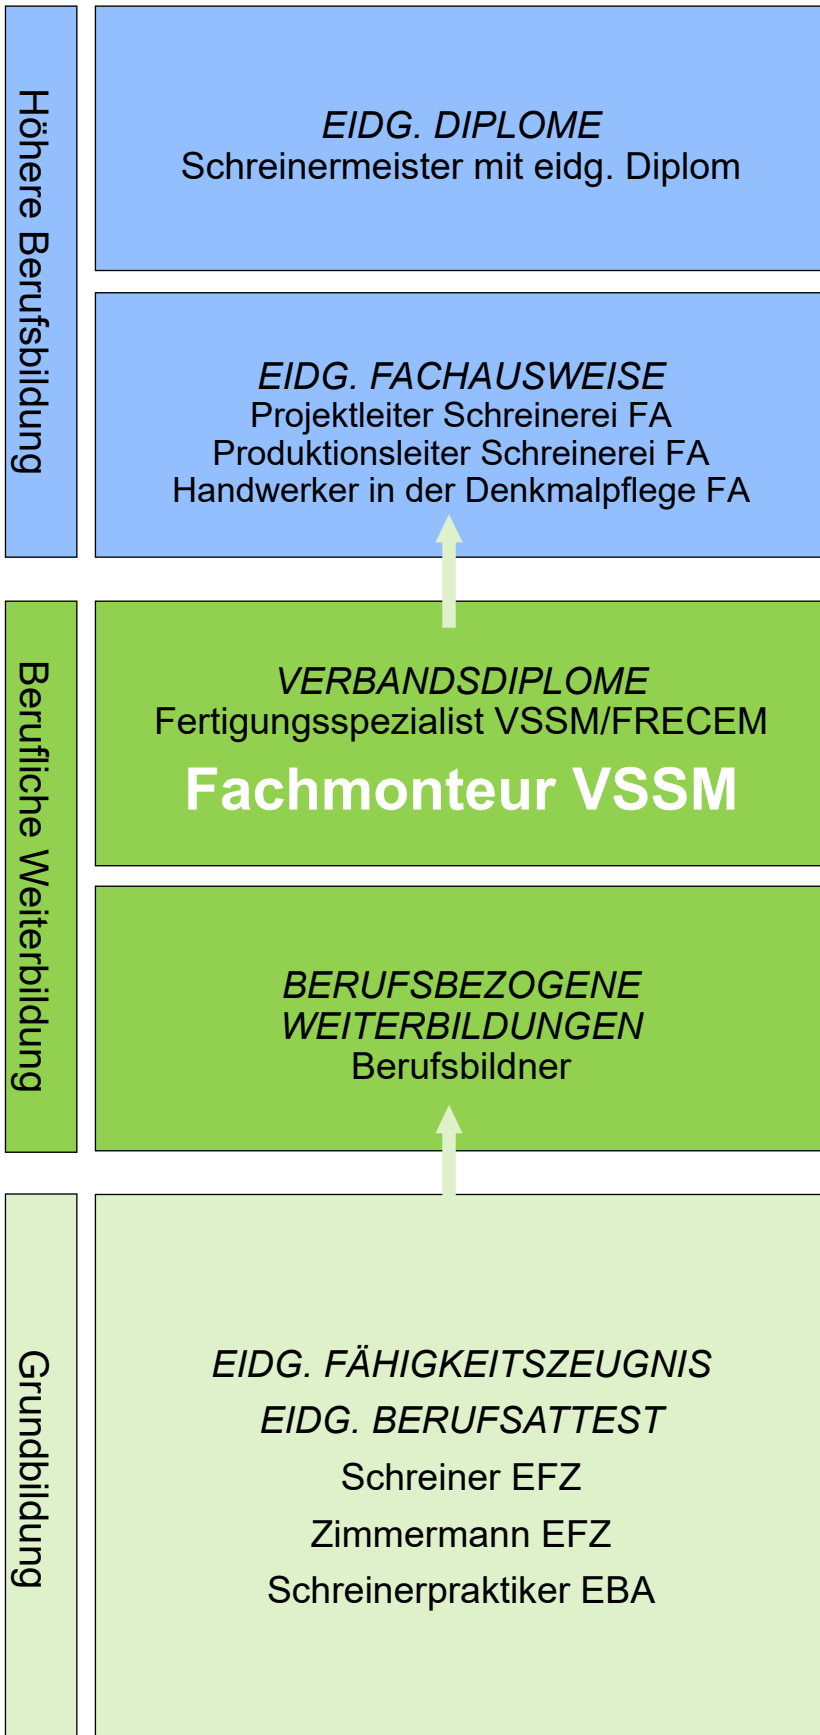 Höhere Berufsbildung
EIDG. DIPLOME
Schreinermeister mit eidg. Diplom
EIDG. FACHAUSWEISE
Projektleiter Schreinerei FA
Produktionsleiter Schreinerei FA
Handwerker in der Denkmalpflege FA
Berufliche Weiterbildung
VERBANDSDIPLOME
Fertigungsspezialist VSSM/FRECEM
Fachmonteur VSSM
BERUFSBEZOGENE
WEITERBILDUNGEN
Berufsbildner
Grundbildung
EIDG. FÄHIGKEITSZEUGNIS
EIDG. BERUFSATTEST
Schreiner EFZ
Zimmermann EFZ
Schreinerpraktiker EBA